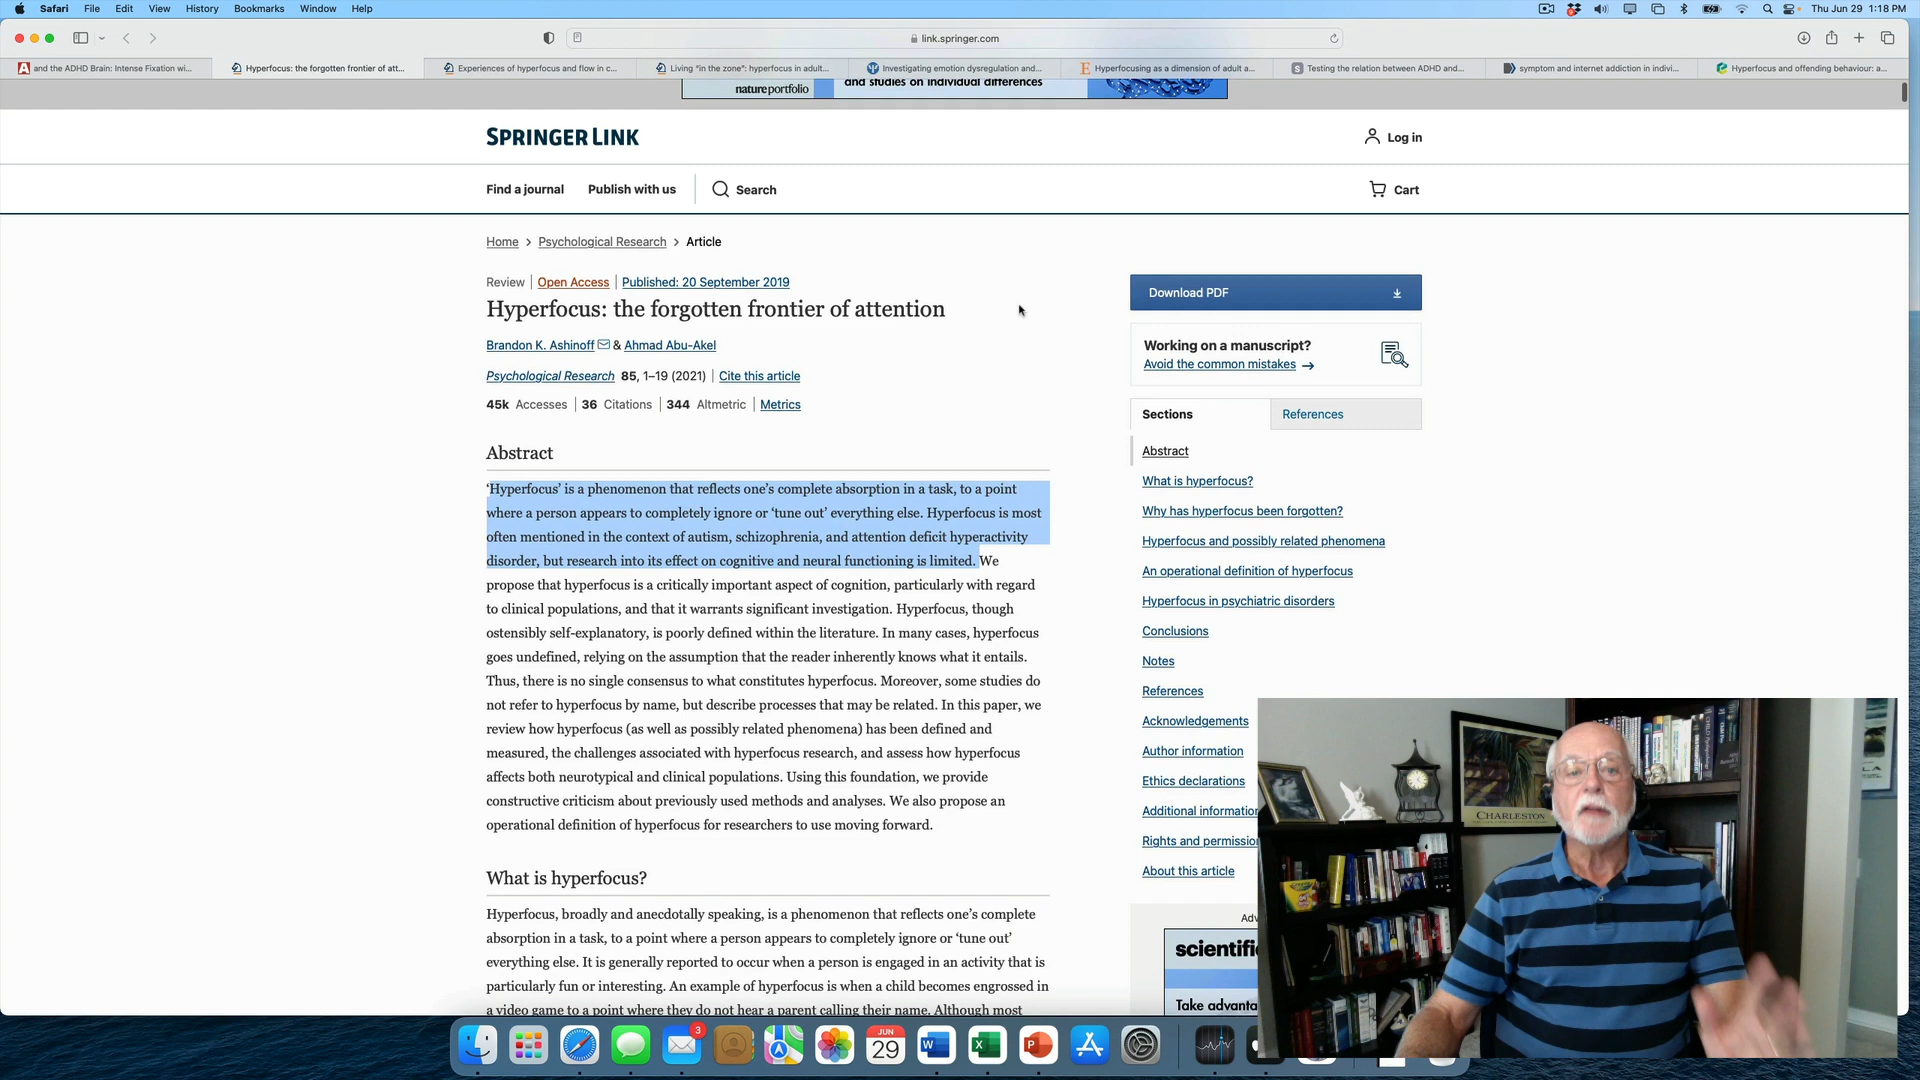 Safari File Edit View History Bookmarks Window Help
Thu Jun 29 1:18 PM
link.springer.com
and the ADHD Brain: Intense Fixation wi...
Hyperfocus: the forgotten frontier of att...
Experiences of hyperfocus and flow in c...
Living "in the zone": hyperfocus in adult...
Investigating emotion dysregulation and...
Hyperfocusing as a dimension of adult a...
Testing the relation between ADHD and...
symptom and internet addiction in indivi...
Hyperfocus and offending behaviour: a...
natureportfolio
and studies on individual differences
SPRINGER LINK
Log in
Find a journal Publish with us Search
Cart
Home > Psychological Research > Article
Review | Open Access | Published: 20 September 2019
Hyperfocus: the forgotten frontier of attention
Brandon K. Ashinoff & Ahmad Abu-Akel
Psychological Research 85, 1–19 (2021) | Cite this article
45k Accesses | 36 Citations | 344 Altmetric | Metrics
Abstract
‘Hyperfocus’ is a phenomenon that reflects one’s complete absorption in a task, to a point
where a person appears to completely ignore or ‘tune out’ everything else. Hyperfocus is most
often mentioned in the context of autism, schizophrenia, and attention deficit hyperactivity
disorder, but research into its effect on cognitive and neural functioning is limited. We
propose that hyperfocus is a critically important aspect of cognition, particularly with regard
to clinical populations, and that it warrants significant investigation. Hyperfocus, though
ostensibly self-explanatory, is poorly defined within the literature. In many cases, hyperfocus
goes undefined, relying on the assumption that the reader inherently knows what it entails.
Thus, there is no single consensus to what constitutes hyperfocus. Moreover, some studies do
not refer to hyperfocus by name, but describe processes that may be related. In this paper, we
review how hyperfocus (as well as possibly related phenomena) has been defined and
measured, the challenges associated with hyperfocus research, and assess how hyperfocus
affects both neurotypical and clinical populations. Using this foundation, we provide
constructive criticism about previously used methods and analyses. We also propose an
operational definition of hyperfocus for researchers to use moving forward.
What is hyperfocus?
Hyperfocus, broadly and anecdotally speaking, is a phenomenon that reflects one’s complete
absorption in a task, to a point where a person appears to completely ignore or ‘tune out’
everything else. It is generally reported to occur when a person is engaged in an activity that is
particularly fun or interesting. An example of hyperfocus is when a child becomes engrossed in
a video game to a point where they do not hear a parent calling their name. Although most
Download PDF
Working on a manuscript?
Avoid the common mistakes →
Sections References
Abstract
What is hyperfocus?
Why has hyperfocus been forgotten?
Hyperfocus and possibly related phenomena
An operational definition of hyperfocus
Hyperfocus in psychiatric disorders
Conclusions
Notes
References
Acknowledgements
Author information
Ethics declarations
Additional information
Rights and permissio
About this article
Adv
scientifi
Take advanta
CHARLESTON
3
JUN
29